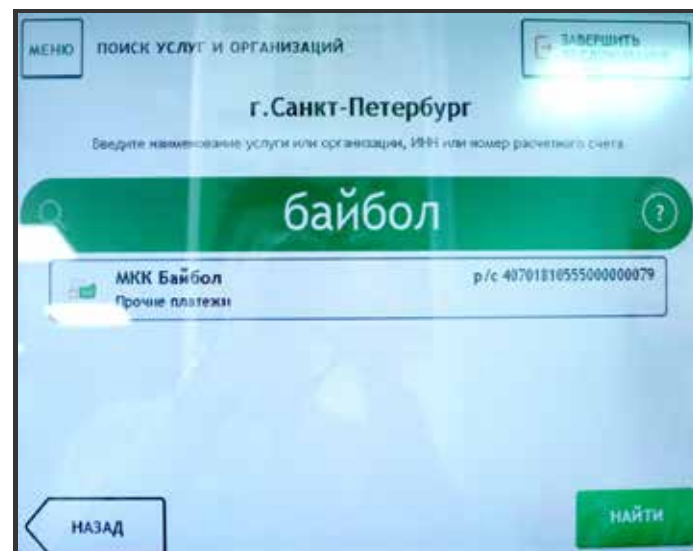 МЕНЮ
ПОИСК УСЛУГ И ОРГАНИЗАЦИЙ
ЗАВЕРШИТЬ
г.Санкт-Петербург
Введите наименование услуги или организации, ИНН или номер расчетного счета
байбол
?
МКК Байбол
р/с 40701810555000000079
Прочие платежи
НАЗАД
НАЙТИ